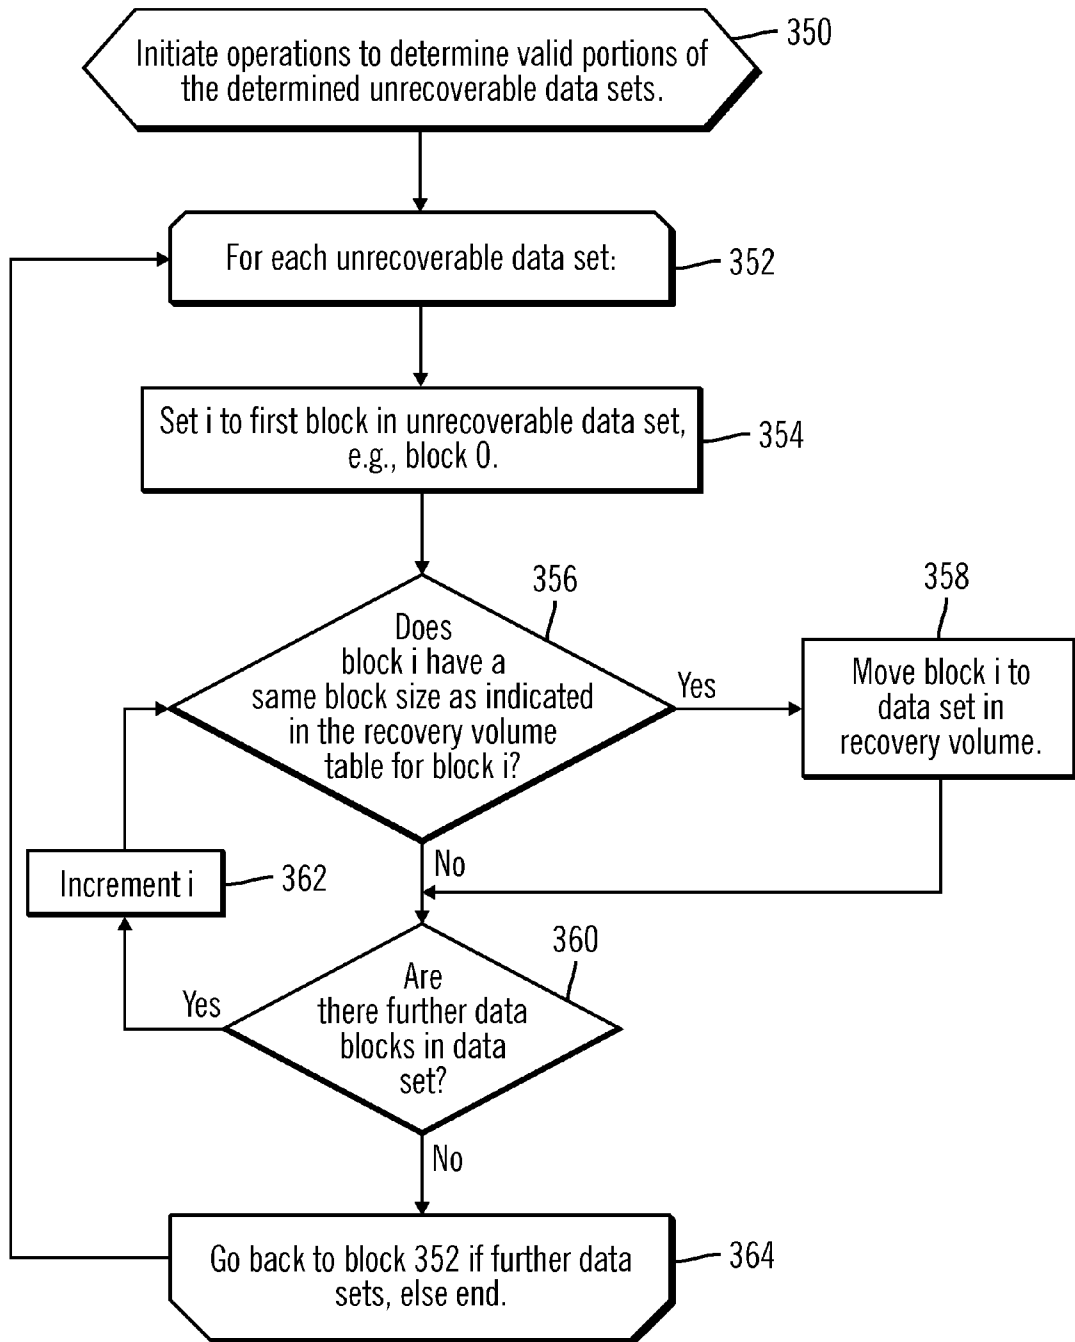 Initiate operations to determine valid portions of
the determined unrecoverable data sets.
350
For each unrecoverable data set:
352
Set i to first block in unrecoverable data set,
e.g., block 0.
354
Does
block i have a
same block size as indicated
in the recovery volume
table for block i?
356
Yes
Move block i to
data set in
recovery volume.
358
No
Increment i
362
Are
there further data
blocks in data
set?
360
Yes
No
Go back to block 352 if further data
sets, else end.
364